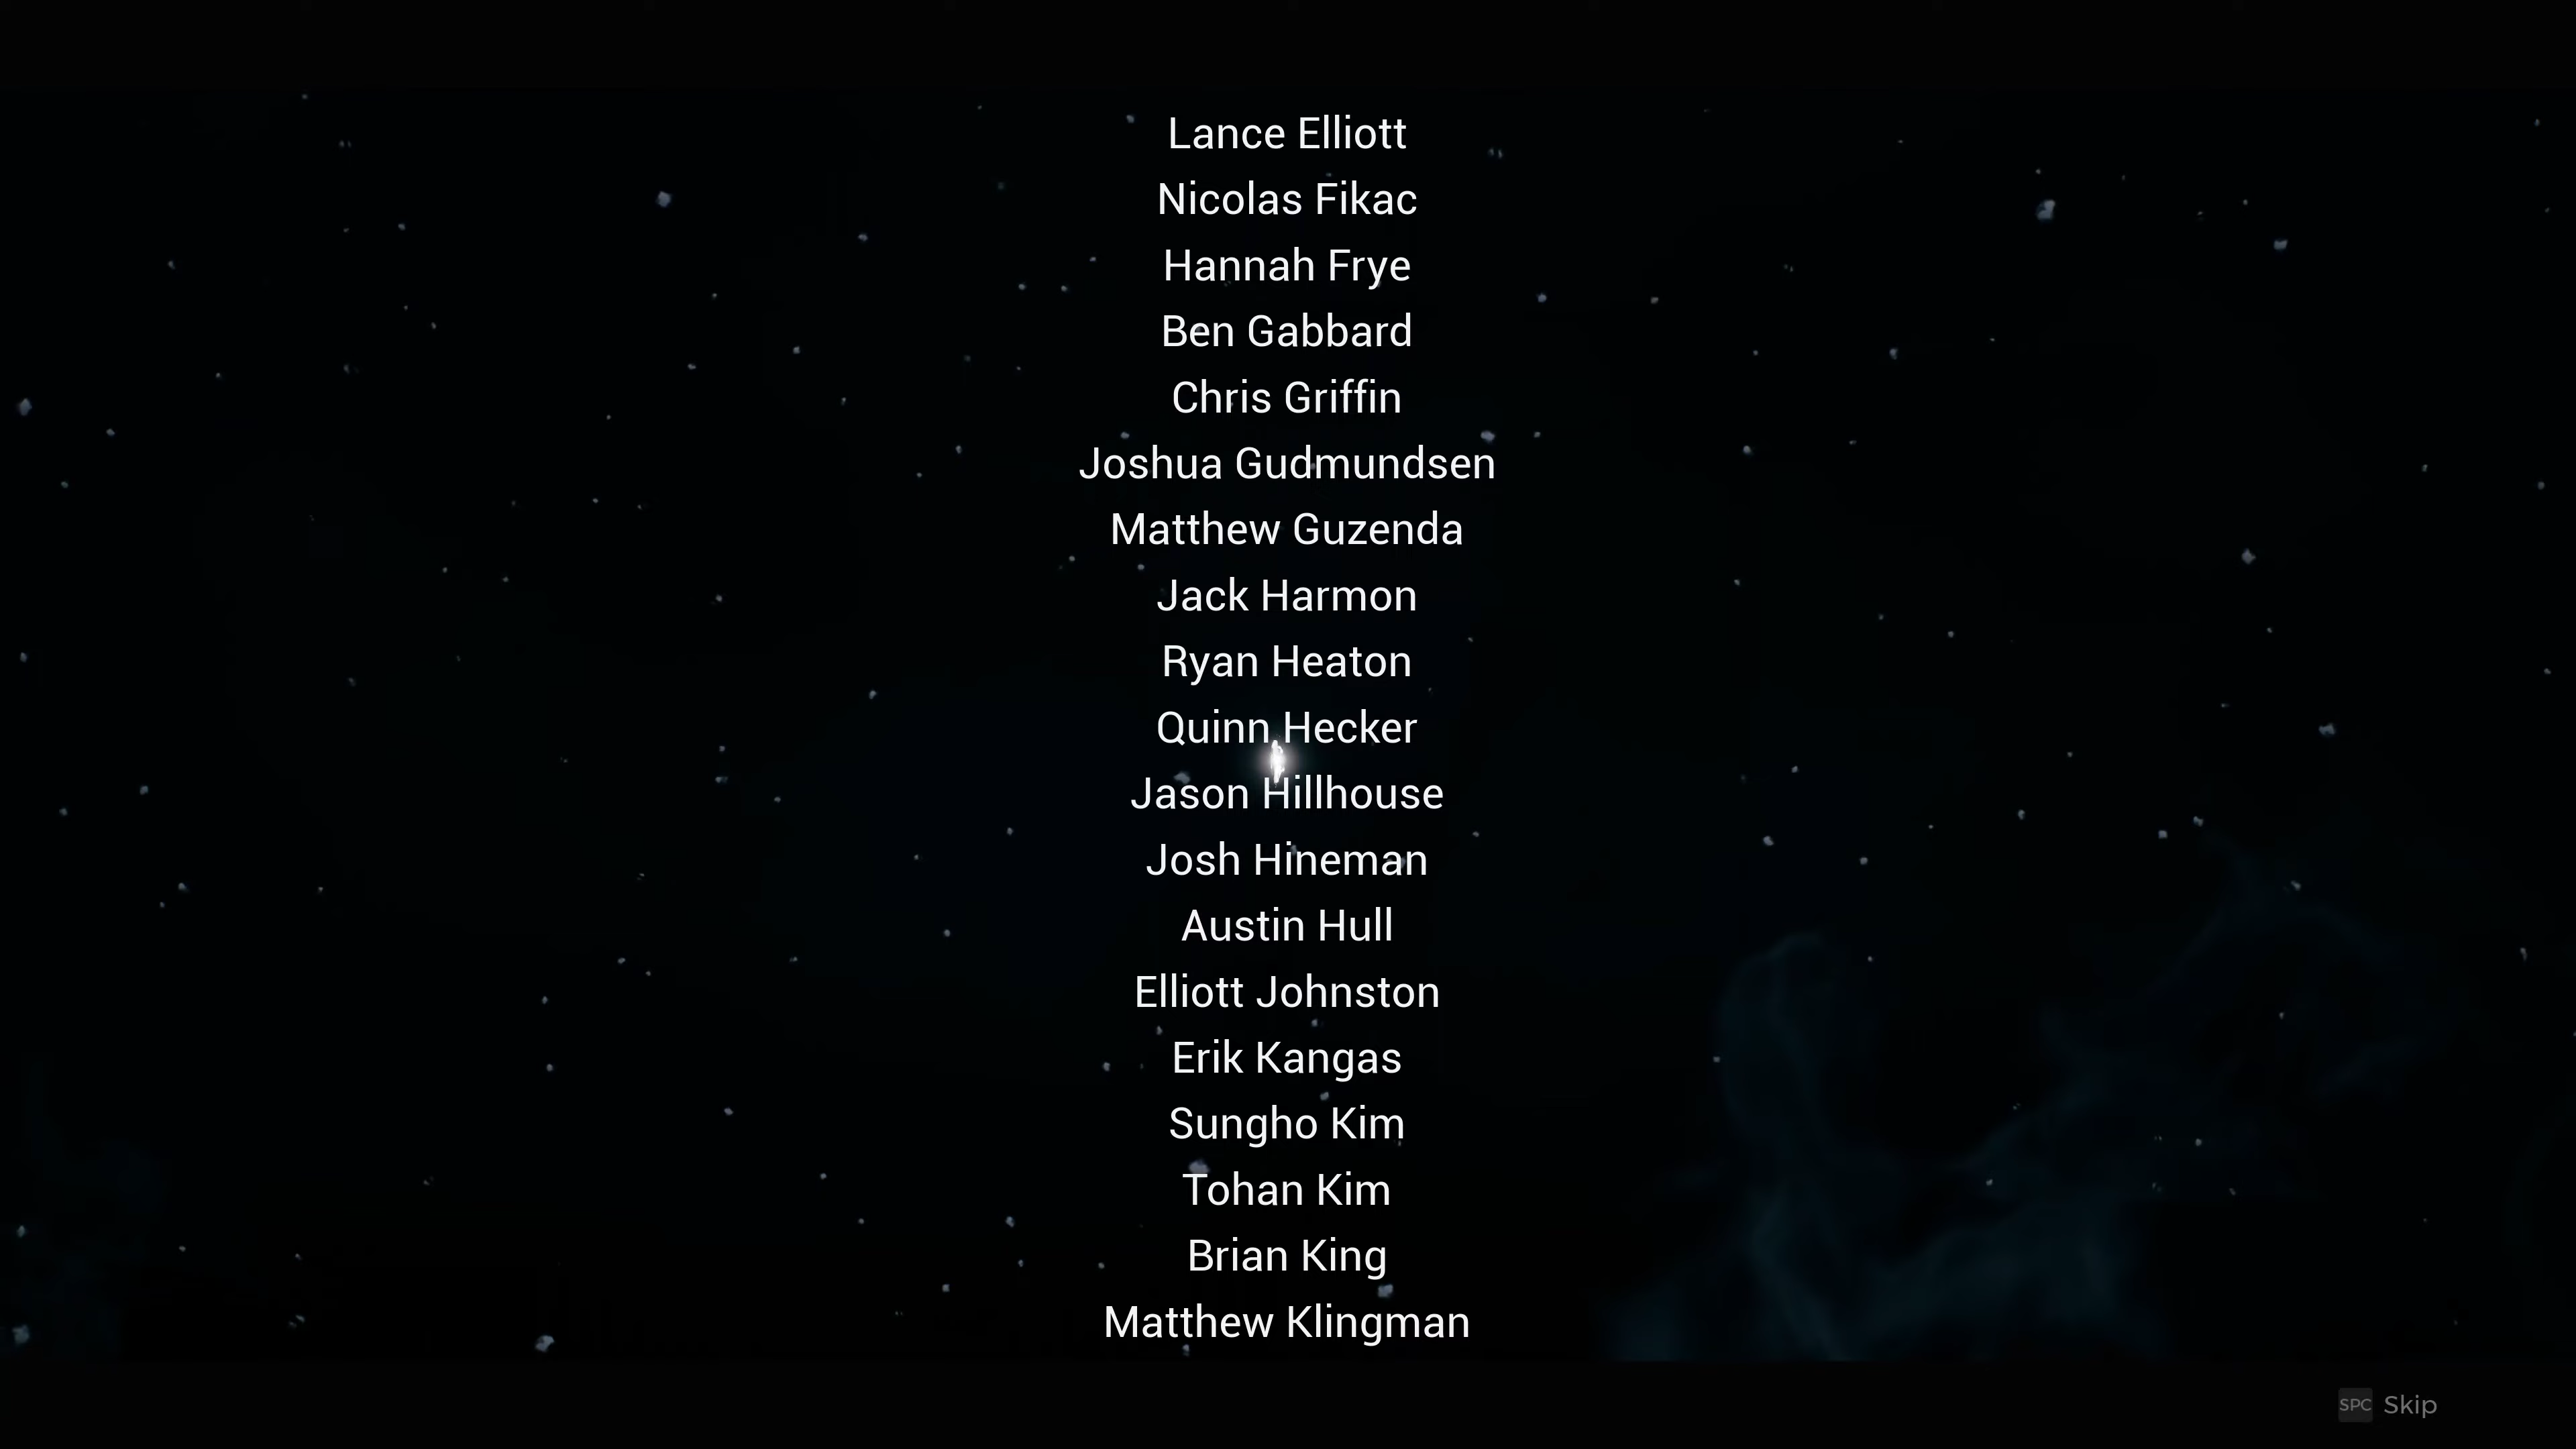 Lance Elliott
Nicolas Fikac
Hannah Frye
Ben Gabbard
Chris Griffin
Joshua Gudmundsen
Matthew Guzenda
Jack Harmon
Ryan Heaton
Quinn Hecker
Jason Hillhouse
Josh Hineman
Austin Hull
Elliott Johnston
Erik Kangas
Sungho Kim
Tohan Kim
Brian King
Matthew Klingman
SPC Skip